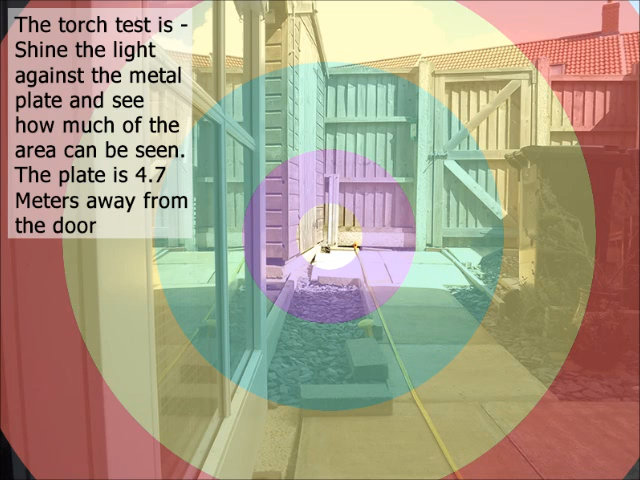 The torch test is -
Shine the light
against the metal
plate and see
how much of the
area can be seen.
The plate is 4.7
Meters away from
the door